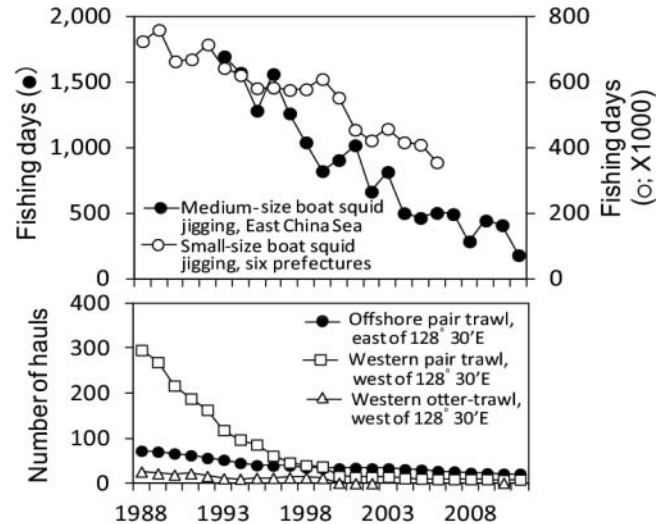 2,000
1,500
1,000
500
0
Fishing days (●)
800
600
400
200
0
Fishing days
(○; X1000)
Medium-size boat squid
jigging, East China Sea
Small-size boat squid
jigging, six prefectures
400
300
200
100
0
Number of hauls
Offshore pair trawl,
east of 128° 30'E
Western pair trawl,
west of 128° 30'E
Western otter-trawl,
west of 128° 30'E
1988 1993 1998 2003 2008